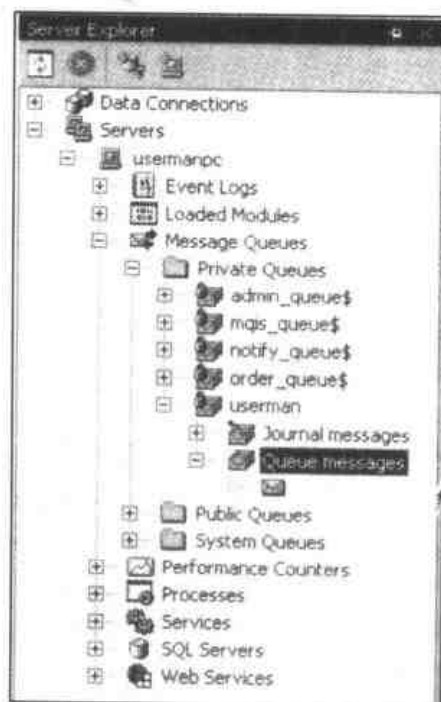 Server Explorer
Data Connections
Servers
usermanpc
Event Logs
Loaded Modules
Message Queues
Private Queues
admin_queue$
mqis_queue$
notify_queue$
order_queue$
userman
Journal messages
Queue messages
Public Queues
System Queues
Performance Counters
Processes
Services
SQL Servers
Web Services